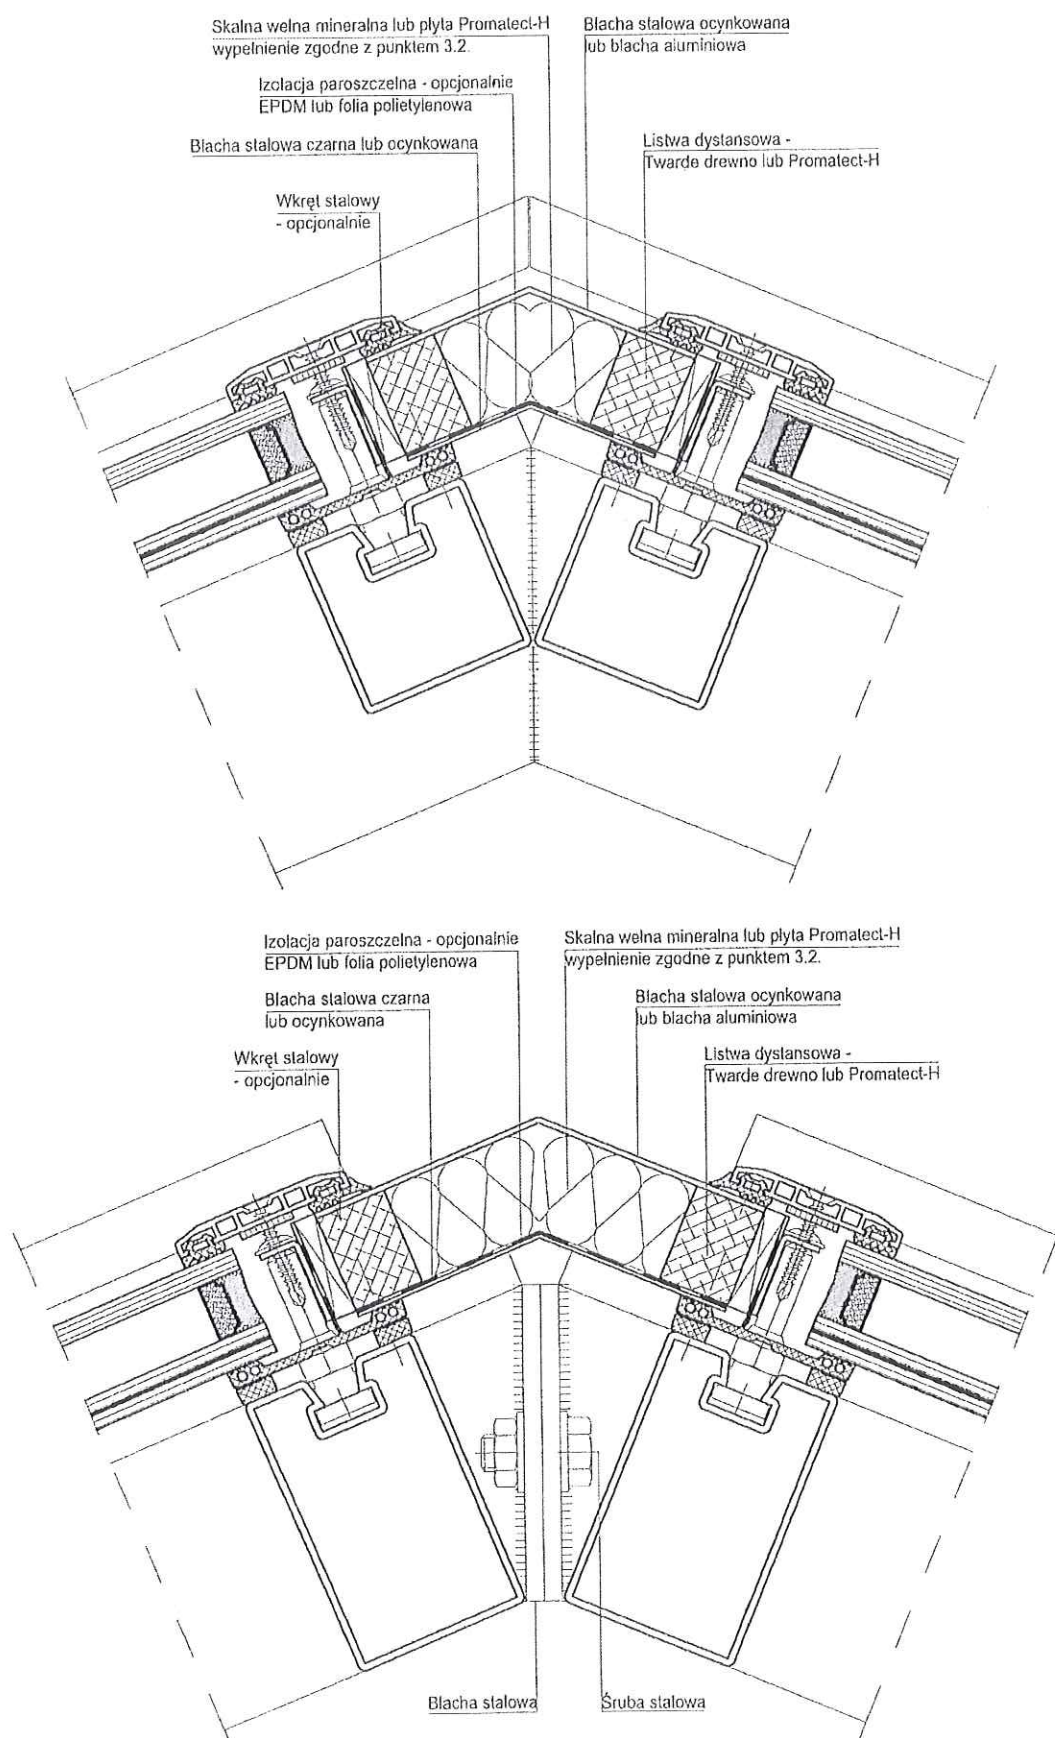 Skalna wełna mineralna lub płyta Promatect-H
wypełnienie zgodne z punktem 3.2.
Blacha stalowa ocynkowana
lub blacha aluminiowa
Izolacja paroszczelna - opcjonalnie
EPDM lub folia polietylenowa
Blacha stalowa czarna lub ocynkowana
Listwa dystansowa -
Twarde drewno lub Promatect-H
Wkręt stalowy
- opcjonalnie
Izolacja paroszczelna - opcjonalnie
EPDM lub folia polietylenowa
Skalna wełna mineralna lub płyta Promatect-H
wypełnienie zgodne z punktem 3.2.
Blacha stalowa czarna
lub ocynkowana
Blacha stalowa ocynkowana
lub blacha aluminiowa
Wkręt stalowy
- opcjonalnie
Listwa dystansowa -
Twarde drewno lub Promatect-H
Blacha stalowa
Śruba stalowa